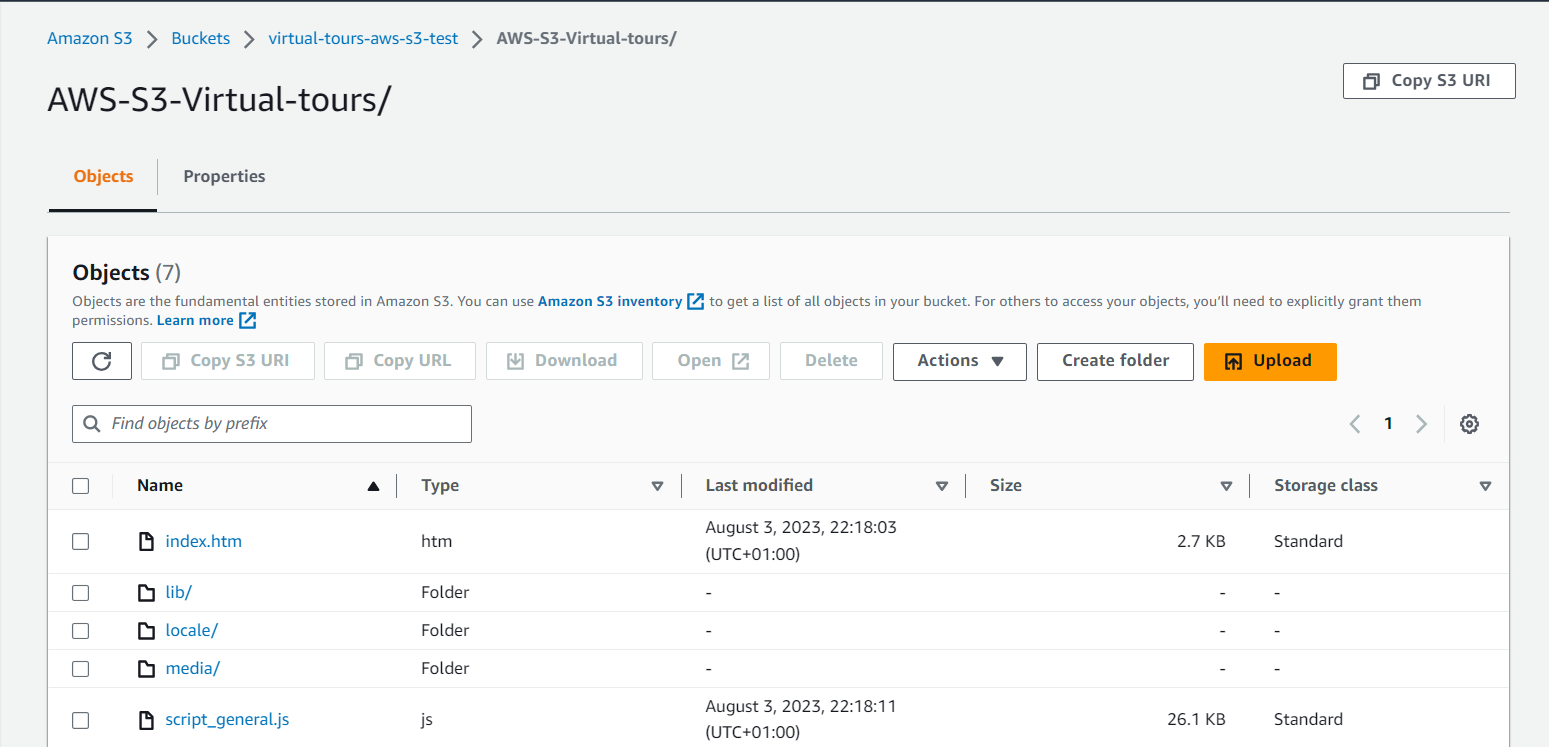 Amazon S3 > Buckets > virtual-tours-aws-s3-test > AWS-S3-Virtual-tours/
AWS-S3-Virtual-tours/
Copy S3 URI
Objects Properties
Objects (7)
Objects are the fundamental entities stored in Amazon S3. You can use Amazon S3 inventory to get a list of all objects in your bucket. For others to access your objects, you'll need to explicitly grant them
permissions. Learn more
Copy S3 URI Copy URL Download Open Delete Actions Create folder Upload
Find objects by prefix
1
Name Type Last modified Size Storage class
index.htm htm August 3, 2023, 22:18:03 2.7 KB Standard
(UTC+01:00)
lib/ Folder - - -
locale/ Folder - - -
media/ Folder - - -
script_general.js js August 3, 2023, 22:18:11 26.1 KB Standard
(UTC+01:00)